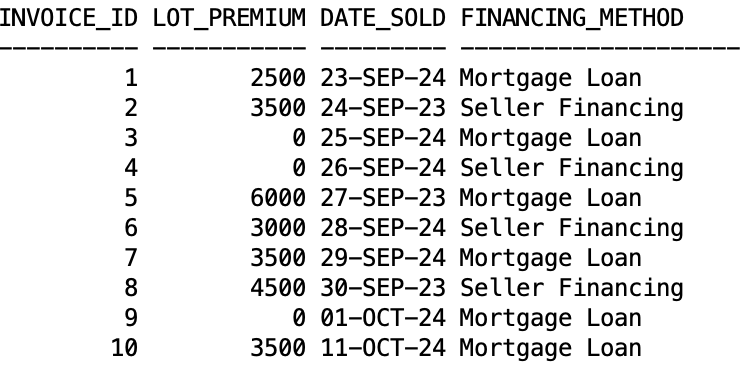 INVOICE_ID LOT_PREMIUM DATE_SOLD FINANCING_METHOD
---------- ----------- --------- --------------------
1 2500 23-SEP-24 Mortgage Loan
2 3500 24-SEP-23 Seller Financing
3 0 25-SEP-24 Mortgage Loan
4 0 26-SEP-24 Seller Financing
5 6000 27-SEP-23 Mortgage Loan
6 3000 28-SEP-24 Seller Financing
7 3500 29-SEP-24 Mortgage Loan
8 4500 30-SEP-23 Seller Financing
9 0 01-OCT-24 Mortgage Loan
10 3500 11-OCT-24 Mortgage Loan